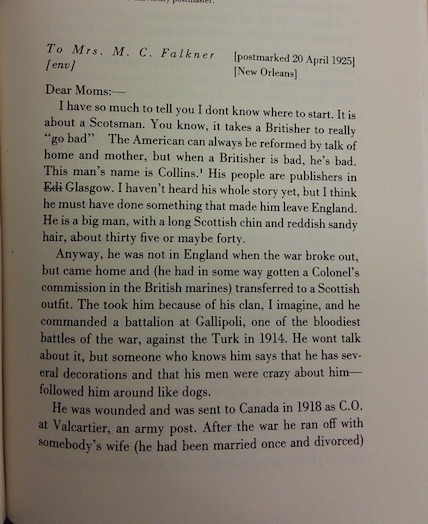 postmaster.
To Mrs. M. C. Falkner [postmarked 20 April 1925]
[env] [New Orleans]
Dear Moms:—
I have so much to tell you I dont know where to start. It is
about a Scotsman. You know, it takes a Britisher to really
“go bad” The American can always be reformed by talk of
home and mother, but when a Britisher is bad, he's bad.
This man's name is Collins.¹ His people are publishers in
Edi Glasgow. I haven't heard his whole story yet, but I think
he must have done something that made him leave England.
He is a big man, with a long Scottish chin and reddish sandy
hair, about thirty five or maybe forty.
Anyway, he was not in England when the war broke out,
but came home and (he had in some way gotten a Colonel's
commission in the British marines) transferred to a Scottish
outfit. The took him because of his clan, I imagine, and he
commanded a battalion at Gallipoli, one of the bloodiest
battles of the war, against the Turk in 1914. He wont talk
about it, but someone who knows him says that he has sev-
eral decorations and that his men were crazy about him—
followed him around like dogs.
He was wounded and was sent to Canada in 1918 as C.O.
at Valcartier, an army post. After the war he ran off with
somebody's wife (he had been married once and divorced)